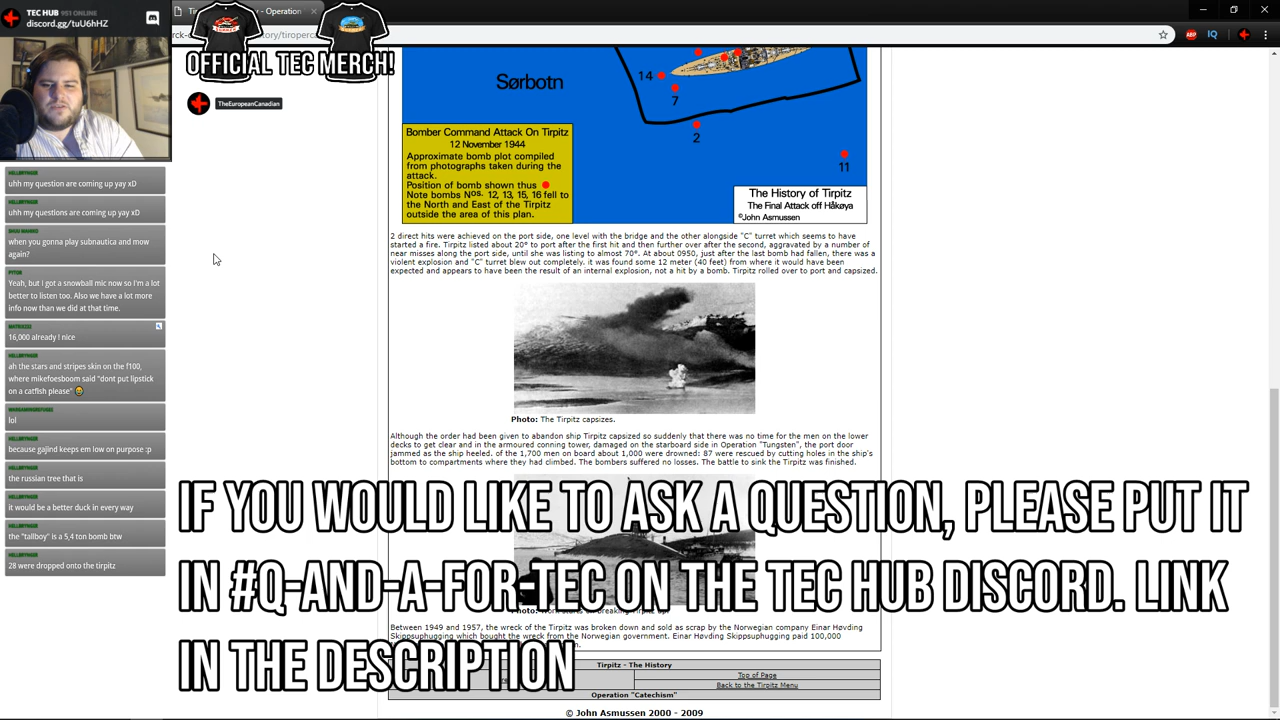 TEC HUB 951 ONLINE
discord.gg/tuU6hHZ
- Operation
OFFICIAL TEC MERCH!
TheEuropeanCanadian
ABP
IQ
HELLBRYNGER
uhh my question are coming up yay xD
HELLBRYNGER
uhh my questions are coming up yay xD
when you gonna play subnautica and mow
again?
PYTOR
Yeah, but I got a snowball mic now so I'm a lot
better to listen too. Also we have a lot more
info now than we did at that time.
16,000 already ! nice
HELLBRYNGER
ah the stars and stripes skin on the f100,
where mikefoesboom said "dont put lipstick
on a catfish please"
lol
HELLBRYNGER
because gajind keeps em low on purpose :p
HELLBRYNGER
the russian tree that is
HELLBRYNGER
it would be a better duck in every way
HELLBRYNGER
the "tallboy" is a 5,4 ton bomb btw
HELLBRYNGER
28 were dropped onto the tirpitz
Sørbotn
14
7
2
11
Bomber Command Attack On Tirpitz
12 November 1944
Approximate bomb plot compiled
from photographs taken during the
attack.
Position of bomb shown thus
Note bombs Nos. 12, 13, 15, 16 fell to
the North and East of the Tirpitz
outside the area of this plan.
The History of Tirpitz
The Final Attack off Håkøya
©John Asmussen
2 direct hits were achieved on the port side, one level with the bridge and the other alongside "C" turret which seems to have
started a fire. Tirpitz listed about 20° to port after the first hit and then further over after the second, aggravated by a number of
near misses along the port side, until she was listing to almost 70°. At about 0950, just after the last bomb had fallen, there was a
violent explosion and "C" turret blew out completely. it was found some 12 meter (40 feet) from where it would have been
expected and appears to have been the result of an internal explosion, not a hit by a bomb. Tirpitz rolled over to port and capsized.
Photo: The Tirpitz capsizes.
Although the order had been given to abandon ship Tirpitz capsized so suddenly that there was no time for the men on the lower
decks to get clear and in the armoured conning tower, damaged on the starboard side in Operation "Tungsten", the port door
jammed as the ship heeled. of the 1,700 men on board about 1,000 were drowned: 87 were rescued by cutting holes in the ship's
bottom to compartments where they had climbed. The bombers suffered no losses. The battle to sink the Tirpitz was finished.
IF YOU WOULD LIKE TO ASK A QUESTION, PLEASE PUT IT
IN #Q-AND-A-FOR-TEC ON THE TEC HUB DISCORD. LINK
IN THE DESCRIPTION
Photo:
Between 1949 and 1957, the wreck of the Tirpitz was broken down and sold as scrap by the Norwegian company Einar Høvding
Skippsuphugging which bought the wreck from the Norwegian government. Einar Høvding Skippsuphugging paid 100,000
Tirpitz - The History
Top of Page
Back to the Tirpitz Menu
Operation "Catechism"
© John Asmussen 2000 - 2009